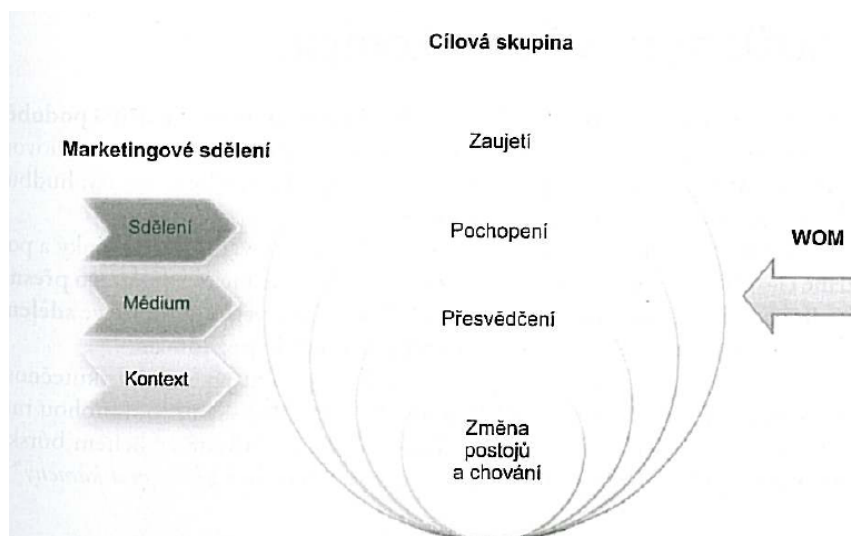 Cílová skupina
Marketingové sdělení
Sdělení
Médium
Kontext
Zaujetí
Pochopení
Přesvědčení
Změna
postojů
a chování
WOM